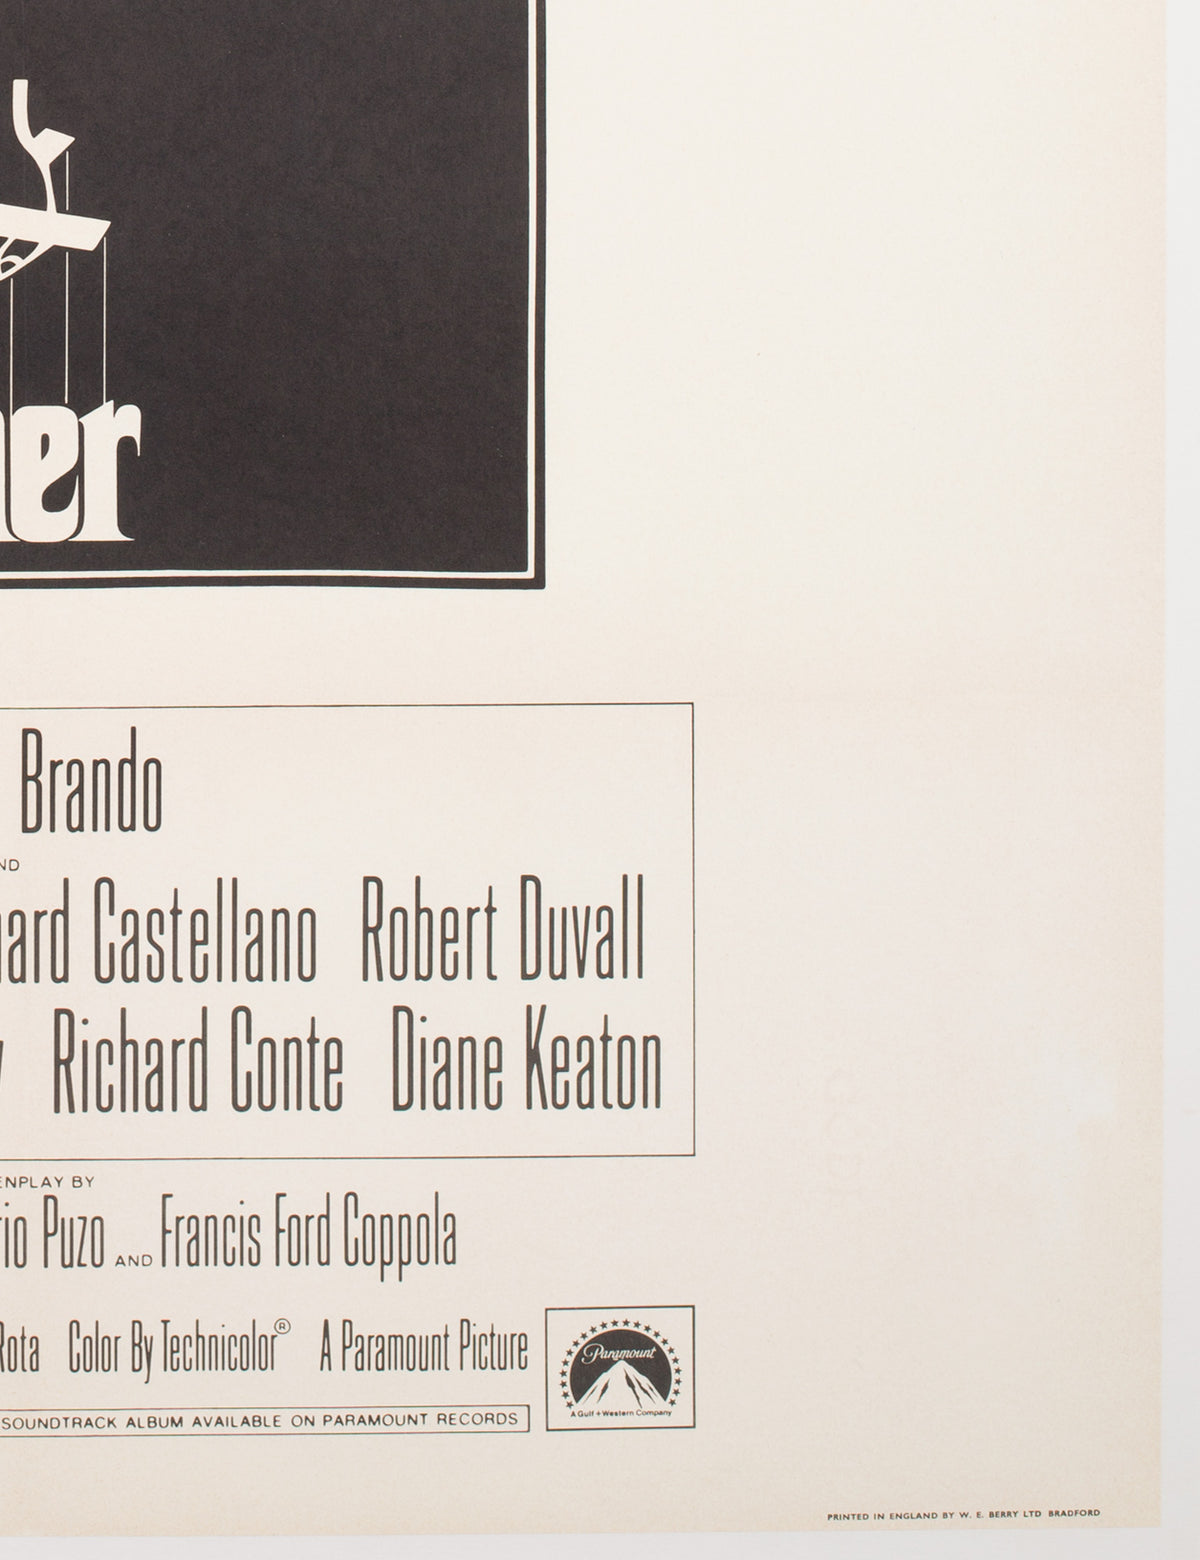 er
Brando
ND
ard Castellano Robert Duvall
Richard Conte Diane Keaton
ENPLAY BY
io Puzo AND Francis Ford Coppola
Rota Color By Technicolor® A Paramount Picture
Paramount
A Gulf + Western Company
SOUNDTRACK ALBUM AVAILABLE ON PARAMOUNT RECORDS
PRINTED IN ENGLAND BY W. E. BERRY LTD BRADFORD